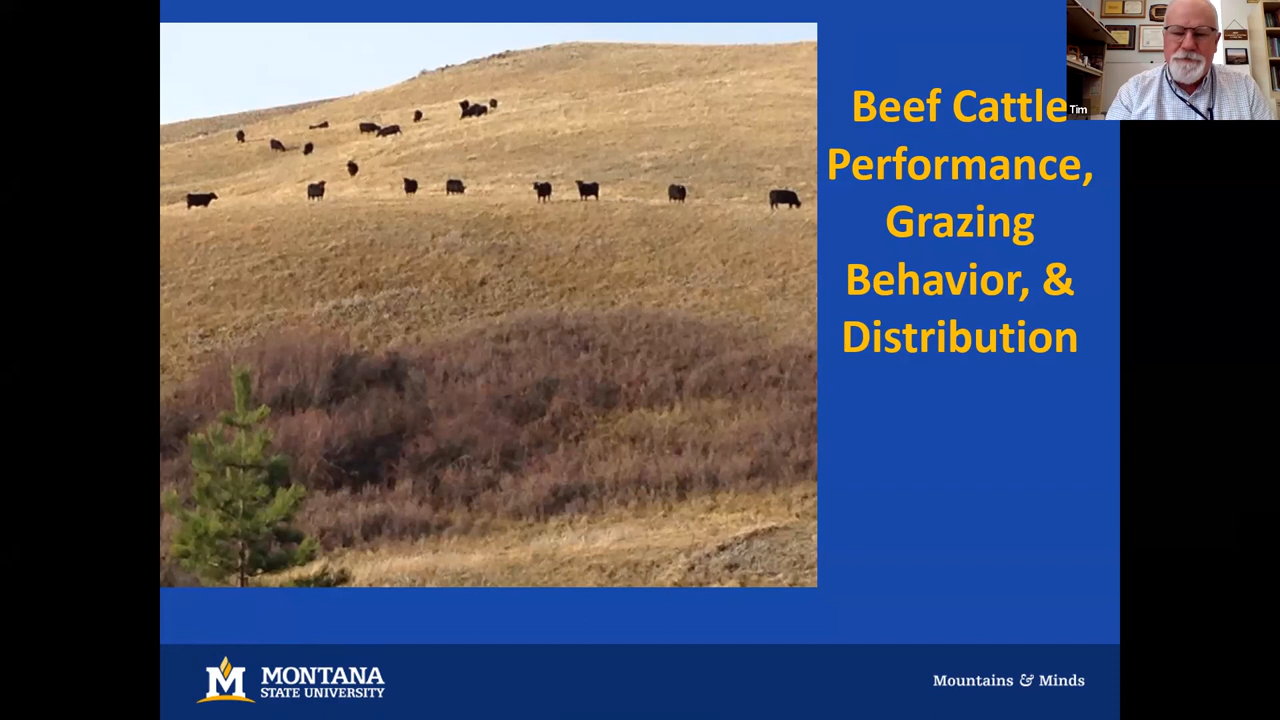 Beef Cattle
Performance,
Grazing
Behavior, &
Distribution
Tim
M MONTANA
STATE UNIVERSITY
Mountains & Minds